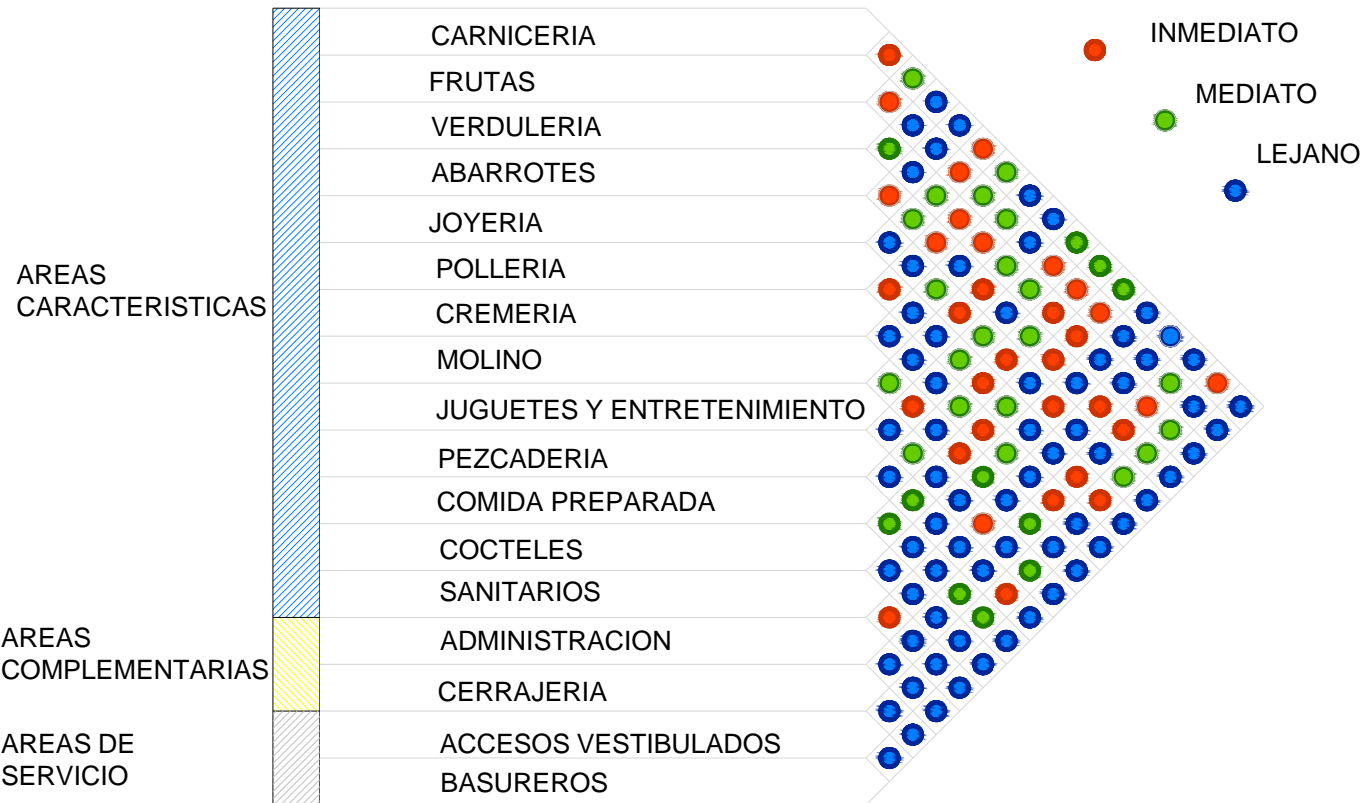 CARNICERIA
FRUTAS
VERDULERIA
ABARROTES
JOYERIA
POLLERIA
CREMERIA
MOLINO
JUGUETES Y ENTRETENIMIENTO
PEZCADERIA
COMIDA PREPARADA
COCTELES
SANITARIOS
ADMINISTRACION
CERRAJERIA
ACCESOS VESTIBULADOS
BASUREROS
AREAS
CARACTERISTICAS
AREAS
COMPLEMENTARIAS
AREAS DE
SERVICIO
INMEDIATO
MEDIATO
LEJANO